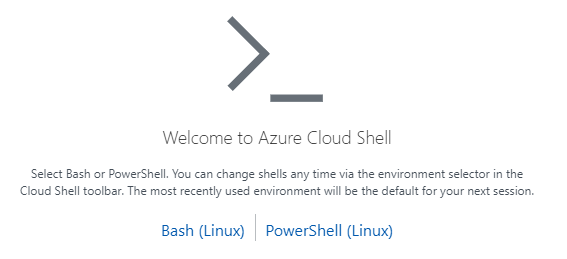 Welcome to Azure Cloud Shell
Select Bash or PowerShell. You can change shells any time via the environment selector in the
Cloud Shell toolbar. The most recently used environment will be the default for your next session.
Bash (Linux) PowerShell (Linux)